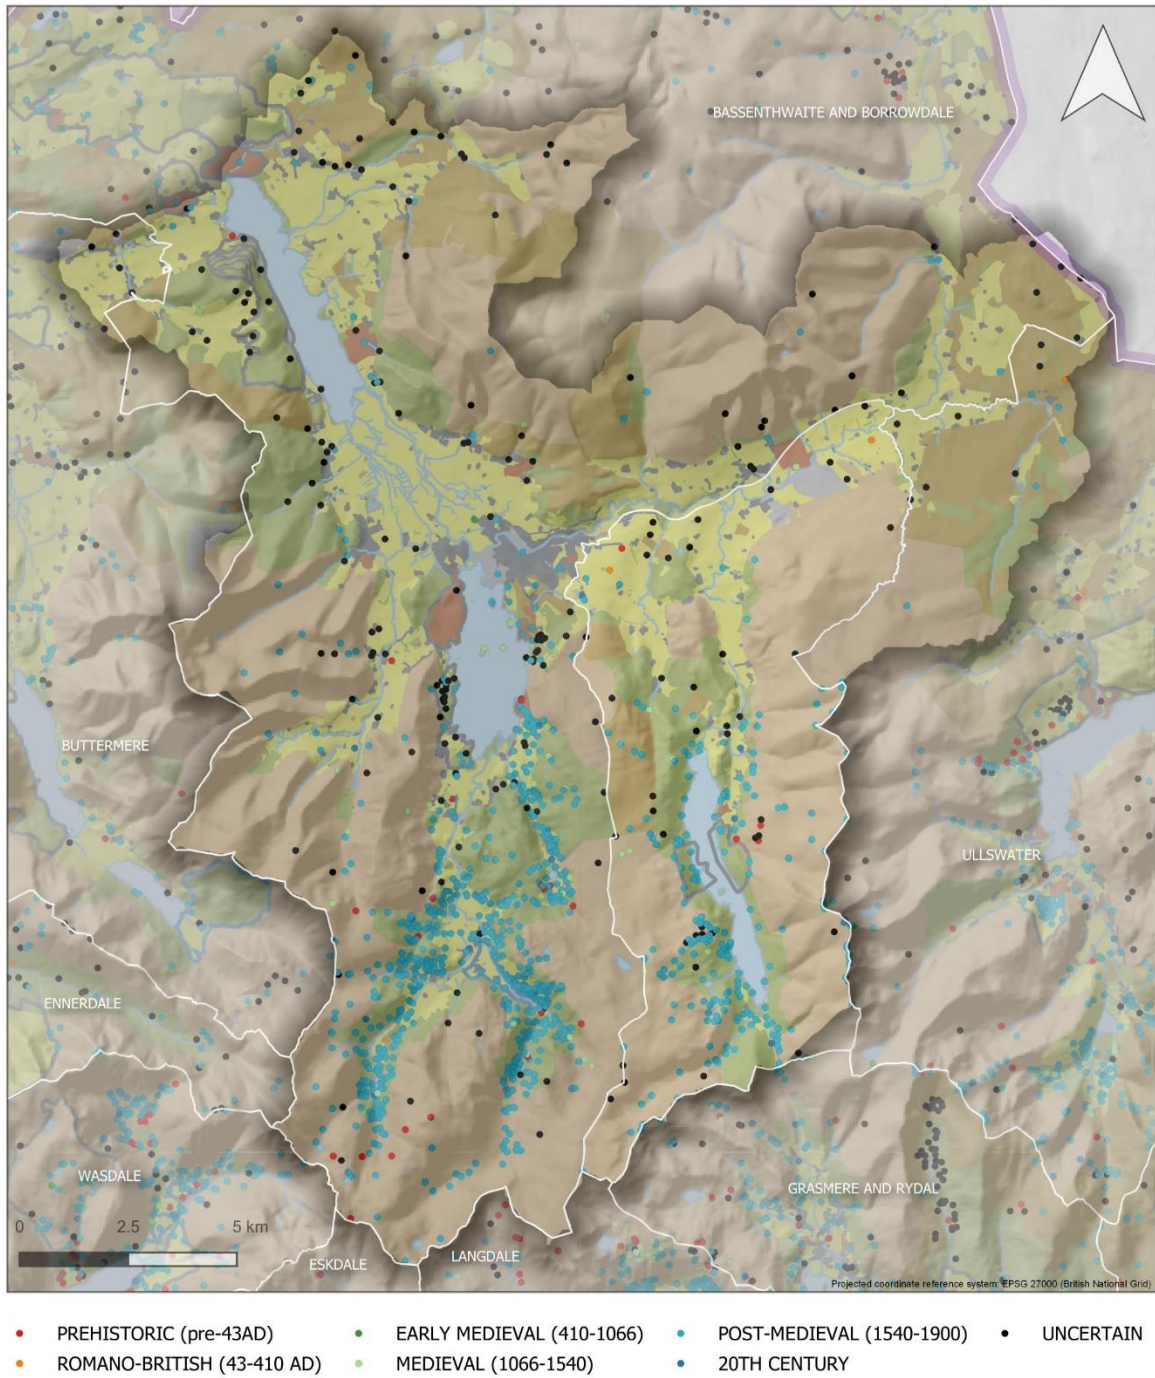 BASSENTHWAITE AND BORROWDALE
BUTTERMERE
ULLSWATER
ENNERDALE
WASDALE
GRASMERE AND RYDAL
0 2.5 5 km
LANGDALE
ESKDALE
Projected coordinate reference system: EPSG 27000 (British National Grid)
PREHISTORIC (pre-43AD) EARLY MEDIEVAL (410-1066) POST-MEDIEVAL (1540-1900) UNCERTAIN
ROMANO-BRITISH (43-410 AD) MEDIEVAL (1066-1540) 20TH CENTURY